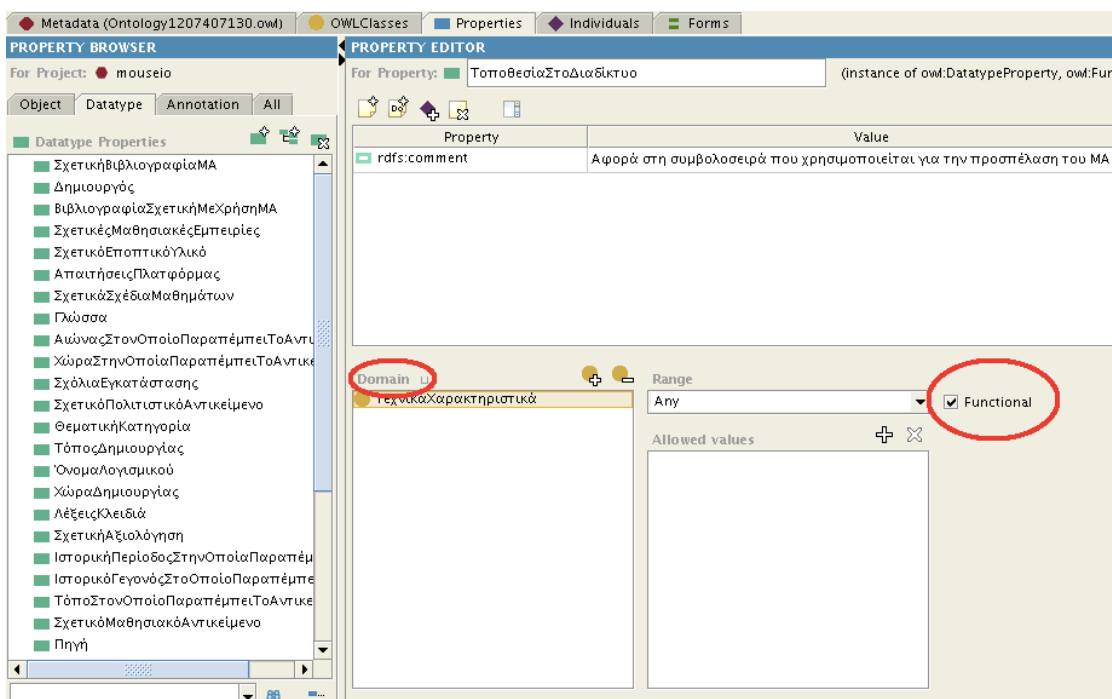 Metadata (Ontology1207407130.owl)
OWLClasses
Properties
Individuals
Forms
PROPERTY BROWSER
For Project: mouseio
Object
Datatype
Annotation
All
Datatype Properties
ΣχετικήΒιβλιογραφίαΜΑ
Δημιουργός
ΒιβλιογραφίαΣχετικήΜεΧρήσηΜΑ
ΣχετικέςΜαθησιακέςΕμπειρίες
ΣχετικόΕποπτικόΥλικό
ΑπαιτήσειςΠλατφόρμας
ΣχετικάΣχέδιαΜαθημάτων
Γλώσσα
ΑιώναςΣτονΟποίοΠαραπέμπειΤοΑντι
ΧώραΣτηνΟποίαΠαραπέμπειΤοΑντικε
ΣχόλιαΕγκατάστασης
ΣχετικόΠολιτιστικόΑντικείμενο
ΘεματικήΚατηγορία
ΤόποςΔημιουργίας
ΌνομαΛογισμικού
ΧώραΔημιουργίας
ΛέξειςΚλειδιά
ΣχετικήΑξιολόγηση
ΙστορικήΠερίοδοςΣτηνΟποίαΠαραπέμ
ΙστορικόΓεγονόςΣτοΟποίοΠαραπέμπε
ΤόποΣτονΟποίοΠαραπέμπειΤοΑντικε
ΣχετικόΜαθησιακόΑντικείμενο
Πηγή
PROPERTY EDITOR
For Property: ΤοποθεσίαΣτοΔιαδίκτυο (instance of owl:DatatypeProperty, owl:Fur
Property Value
rdfs:comment Αφορά στη συμβολοσειρά που χρησιμοποιείται για την προσπέλαση του ΜΑ
Domain
ΤεχνικάΧαρακτηριστικά
Range
Any
Functional
Allowed values